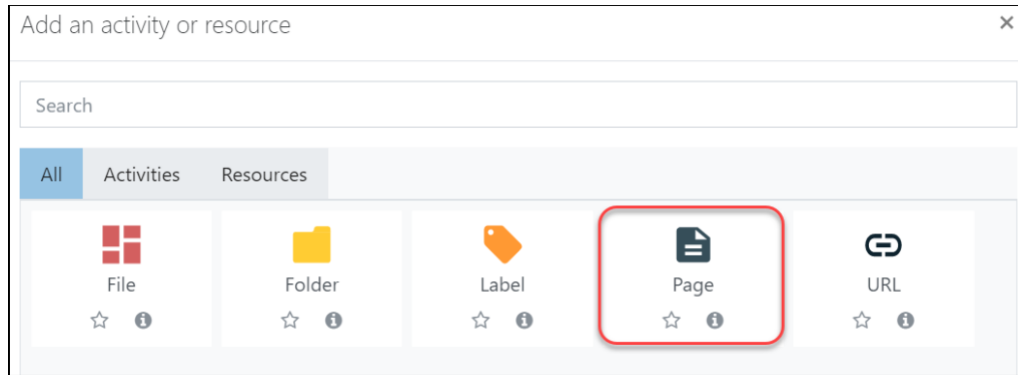 Add an activity or resource
Search
All Activities Resources
File Folder Label Page URL